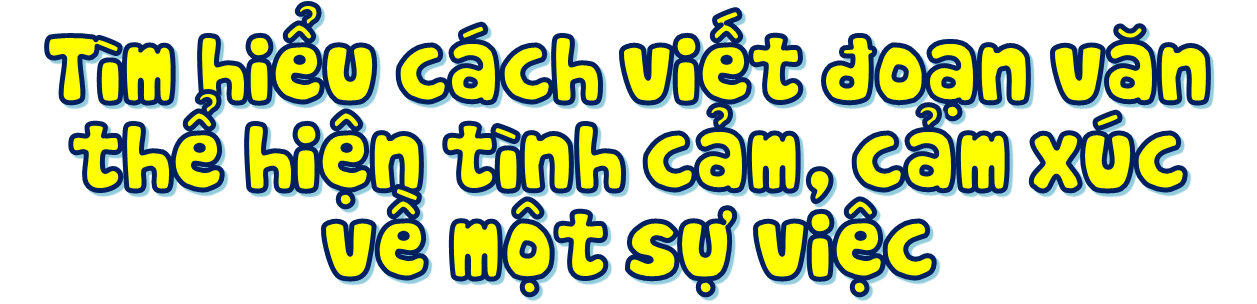 Tìm hiểu cách viết đoạn văn
thể hiện tình cảm, cảm xúc
về một sự việc